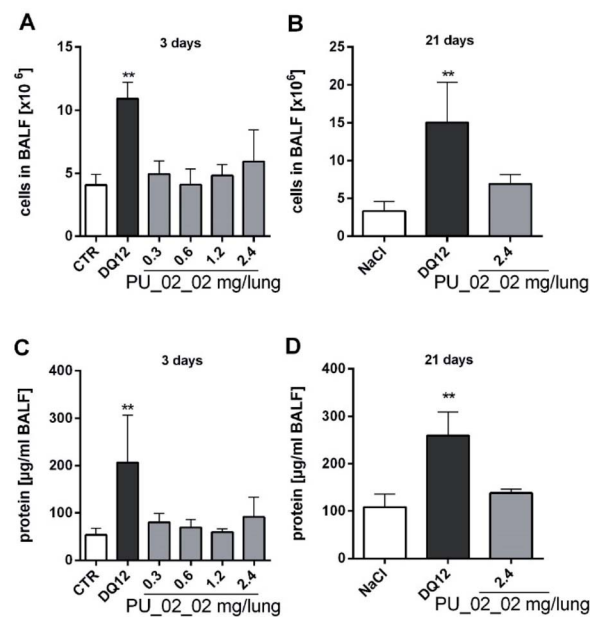 A
3 days
cells in BALF [x10 6]
15
10
5
0
**
CTR
DQ12
0.3
0.6
1.2
2.4
PU_02_02 mg/lung
B
21 days
cells in BALF [x10 6]
25
20
15
10
5
0
**
NaCl
DQ12
2.4
PU_02_02 mg/lung
C
3 days
protein [µg/ml BALF]
400
300
200
100
0
**
CTR
DQ12
0.3
0.6
1.2
2.4
PU_02_02 mg/lung
D
21 days
protein [µg/ml BALF]
400
300
200
100
0
**
NaCl
DQ12
2.4
PU_02_02 mg/lung